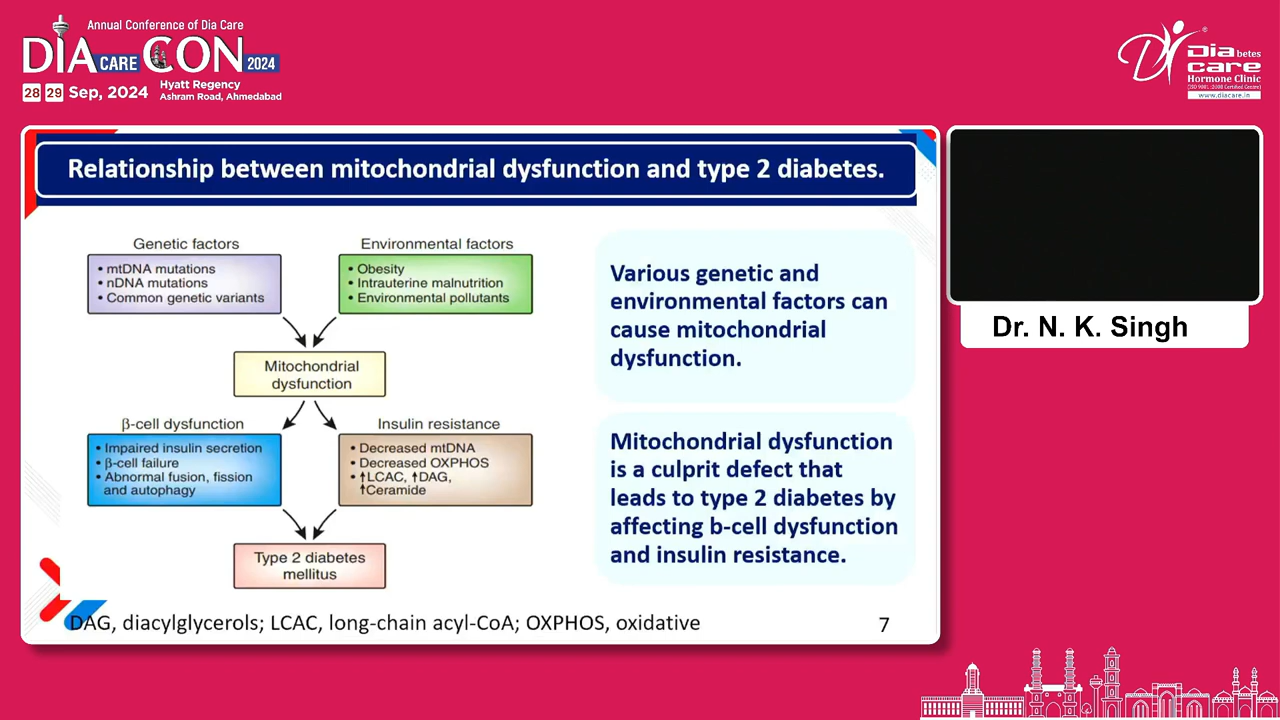 Annual Conference of Dia Care
DIA CARE CON 2024
28 29 Sep, 2024
Hyatt Regency
Ashram Road, Ahmedabad
Diabetes
care
Hormone Clinic
(ISO 9001 : 2008 Certified Centre)
www.diacare.in
Relationship between mitochondrial dysfunction and type 2 diabetes.
Genetic factors
• mtDNA mutations
• nDNA mutations
• Common genetic variants
Environmental factors
• Obesity
• Intrauterine malnutrition
• Environmental pollutants
Mitochondrial
dysfunction
β-cell dysfunction
• Impaired insulin secretion
• β-cell failure
• Abnormal fusion, fission
and autophagy
Insulin resistance
• Decreased mtDNA
• Decreased OXPHOS
• ↑LCAC, ↑DAG,
↑Ceramide
Type 2 diabetes
mellitus
Various genetic and
environmental factors can
cause mitochondrial
dysfunction.
Mitochondrial dysfunction
is a culprit defect that
leads to type 2 diabetes by
affecting b-cell dysfunction
and insulin resistance.
DAG, diacylglycerols; LCAC, long-chain acyl-CoA; OXPHOS, oxidative
7
Dr. N. K. Singh